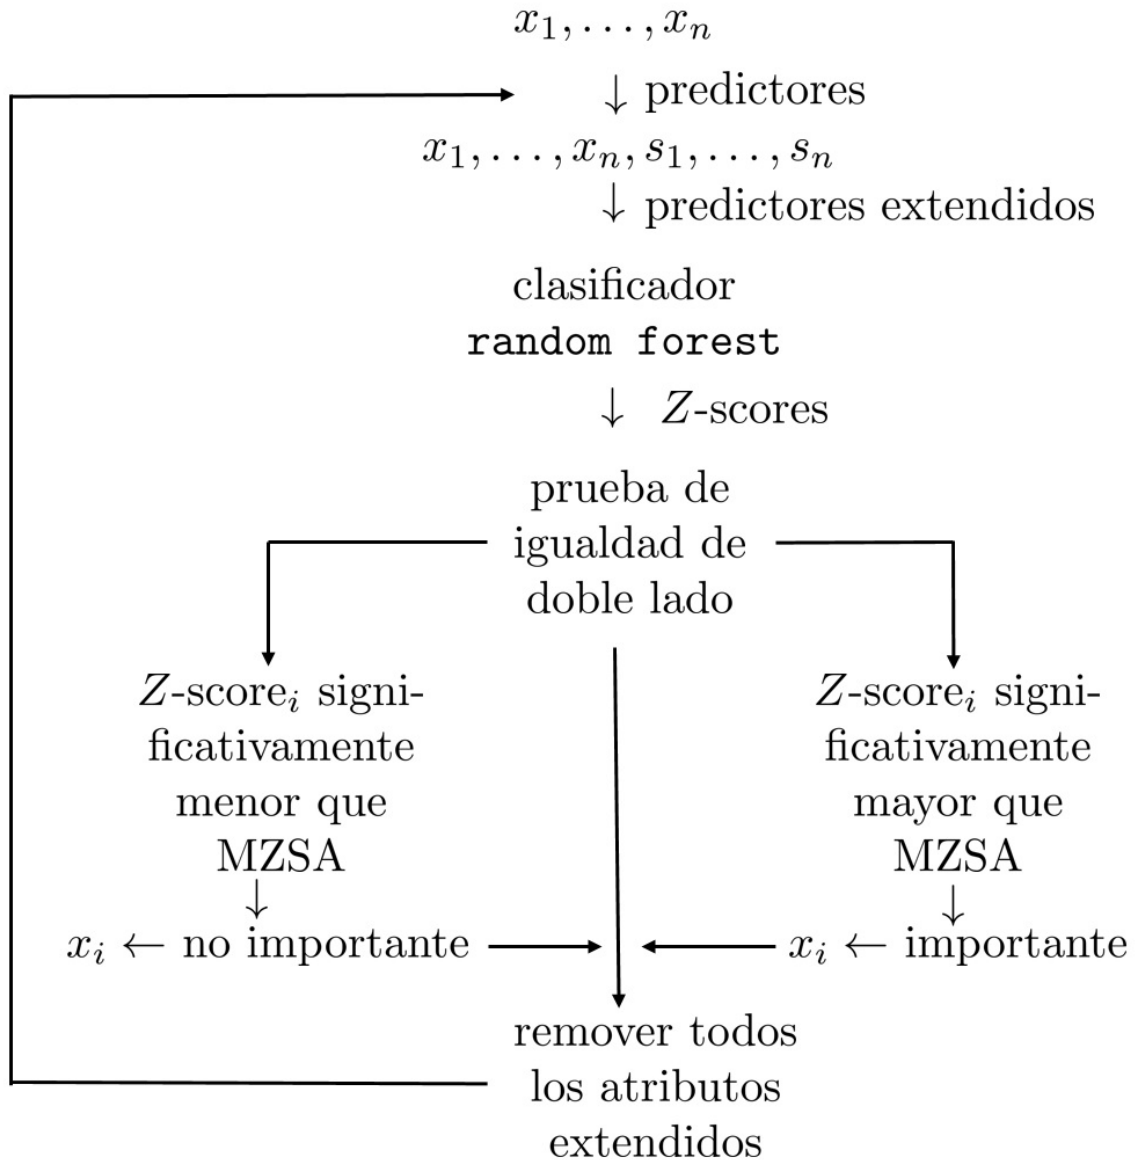 x₁, . . . , xₙ
↓ predictores
x₁, . . . , xₙ, s₁, . . . , sₙ
↓ predictores extendidos
clasificador
random forest
↓ Z-scores
prueba de
igualdad de
doble lado
Z-scoreᵢ signi-
ficativamente
menor que
MZSA
↓
xᵢ ← no importante
Z-scoreᵢ signi-
ficativamente
mayor que
MZSA
↓
xᵢ ← importante
remover todos
los atributos
extendidos